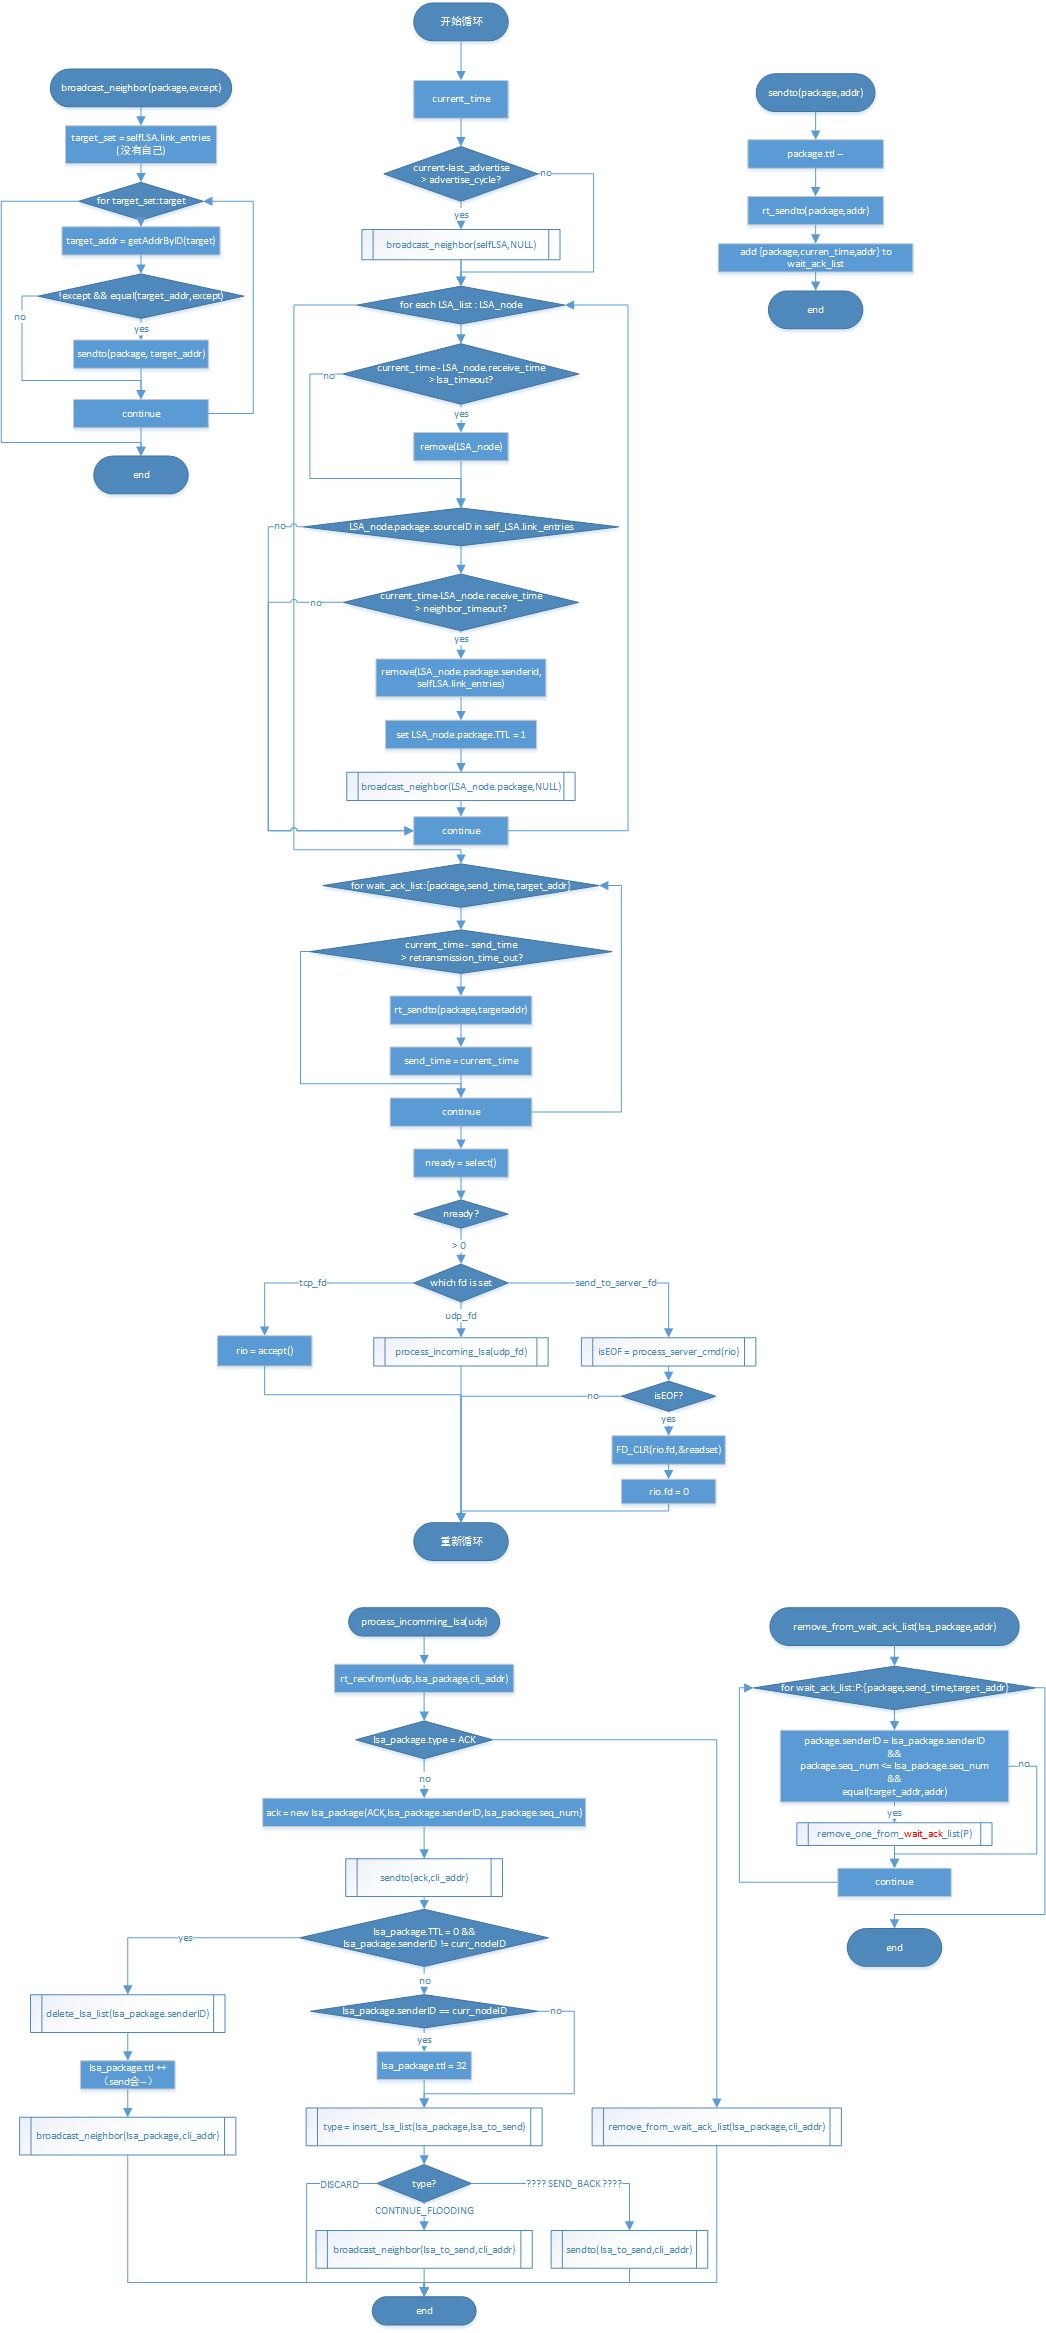 开始循环
current_time
current-last_advertise
> advertise_cycle?
no
yes
broadcast_neighbor(selfLSA,NULL)
for each LSA_list : LSA_node
current_time - LSA_node.receive_time
> lsa_timeout?
no
yes
remove(LSA_node)
LSA_node.package.sourceID in self_LSA.link_entries
no
current_time-LSA_node.receive_time
> neighbor_timeout?
no
yes
remove(LSA_node.package.senderid,
selfLSA.link_entries)
set LSA_node.package.TTL = 1
broadcast_neighbor(LSA_node.package,NULL)
continue
for wait_ack_list:{package,send_time,target_addr}
current_time - send_time
> retransmission_time_out?
rt_sendto(package,targetaddr)
send_time = current_time
continue
nready = select()
nready?
> 0
which fd is set
tcp_fd
udp_fd
send_to_server_fd
rio = accept()
process_incoming_lsa(udp_fd)
isEOF = process_server_cmd(rio)
isEOF?
no
yes
FD_CLR(rio.fd,&readset)
rio.fd = 0
重新循环
broadcast_neighbor(package,except)
target_set = selfLSA.link_entries
(没有自己)
for target_set:target
target_addr = getAddrByID(target)
!except && equal(target_addr,except)
no
yes
sendto(package, target_addr)
continue
end
sendto(package,addr)
package.ttl --
rt_sendto(package,addr)
add {package,curren_time,addr} to
wait_ack_list
end
process_incomming_lsa(udp)
rt_recvfrom(udp,lsa_package,cli_addr)
lsa_package.type = ACK
no
ack = new lsa_package(ACK,lsa_package.senderID,lsa_package.seq_num)
sendto(ack,cli_addr)
lsa_package.TTL = 0 &&
lsa_package.senderID != curr_nodeID
yes
no
delete_lsa_list(lsa_package.senderID)
lsa_package.ttl ++
（send会--）
broadcast_neighbor(lsa_package,cli_addr)
lsa_package.senderID == curr_nodeID
no
yes
lsa_package.ttl = 32
type = insert_lsa_list(lsa_package,lsa_to_send)
remove_from_wait_ack_list(lsa_package,cli_addr)
type?
DISCARD
???? SEND_BACK ????
CONTINUE_FLOODING
broadcast_neighbor(lsa_to_send,cli_addr)
sendto(lsa_to_send,cli_addr)
end
remove_from_wait_ack_list(lsa_package,addr)
for wait_ack_list:P:{package,send_time,target_addr}
package.senderID = lsa_package.senderID
&&
package.seq_num <= lsa_package.seq_num
&&
equal(target_addr,addr)
no
yes
remove_one_from_wait_ack_list(P)
continue
end